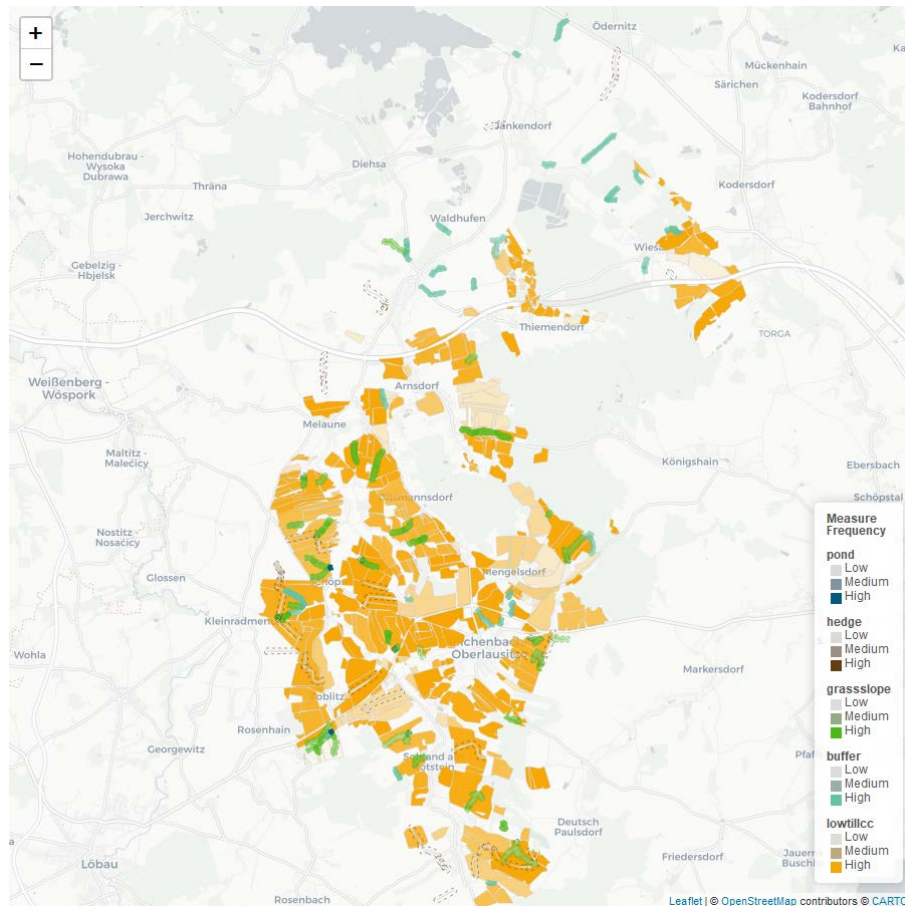 +
−
Ödernitz
Mückenhain
Särichen
Kodersdorf
Bahnhof
Jänkendorf
Hohendubrau -
Wysoka
Dubrawa
Diehsa
Thräna
Kodersdorf
Jerchwitz
Waldhufen
Gebelzig -
Hbjelsk
Thiemendorf
TORGA
Weißenberg -
Wóspork
Arnsdorf
Melaune
Maltitz -
Malećicy
Königshain
Ebersbach
Schöpstal
Nostitz -
Nosaćicy
Glossen
Mengelsdorf
Kleinradmeri
Oberlausitz
Wohla
Markersdorf
Rosenhain
Georgewitz
Deutsch
Paulsdorf
Löbau
Friedersdorf
Rosenbach
Measure
Frequency
pond
Low
Medium
High
hedge
Low
Medium
High
grassslope
Low
Medium
High
buffer
Low
Medium
High
lowtillcc
Low
Medium
High
Leaflet | © OpenStreetMap contributors © CARTO